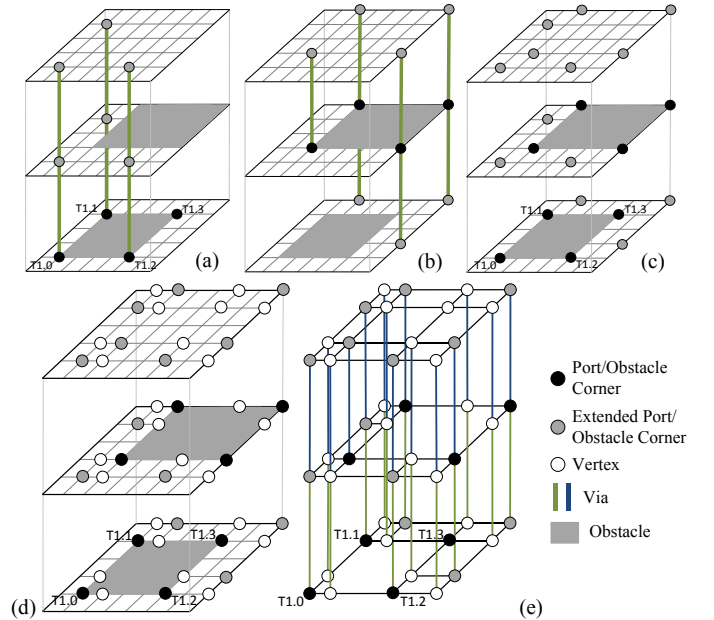 T1.1
T1.3
T1.0
T1.2
(a)
(b)
T1.1
T1.3
T1.0
T1.2
(c)
T1.1
T1.3
T1.0
T1.2
(d)
T1.1
T1.3
T1.0
T1.2
(e)
Port/Obstacle
Corner
Extended Port/
Obstacle Corner
Vertex
Via
Obstacle